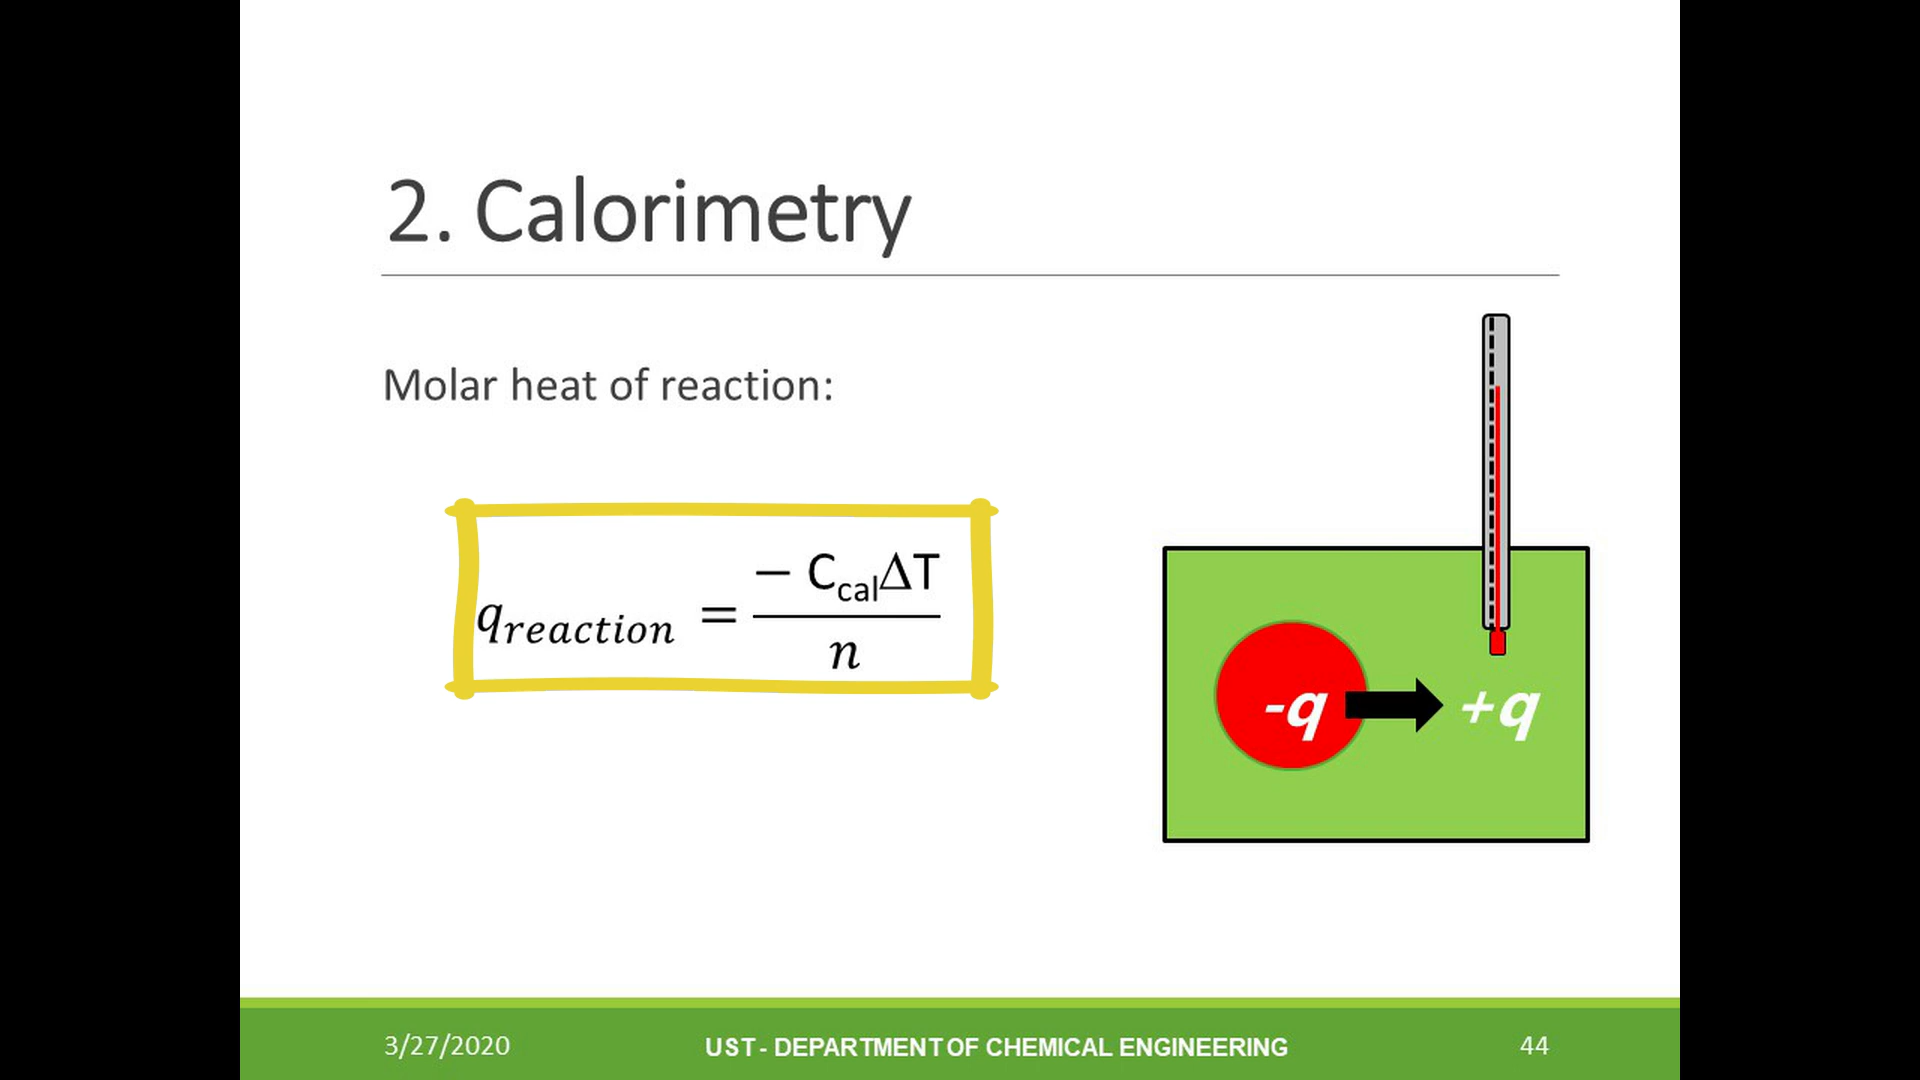 2. Calorimetry
Molar heat of reaction:
q_reaction = − C_cal ΔT / n
-q
+q
3/27/2020
UST - DEPARTMENT OF CHEMICAL ENGINEERING
44